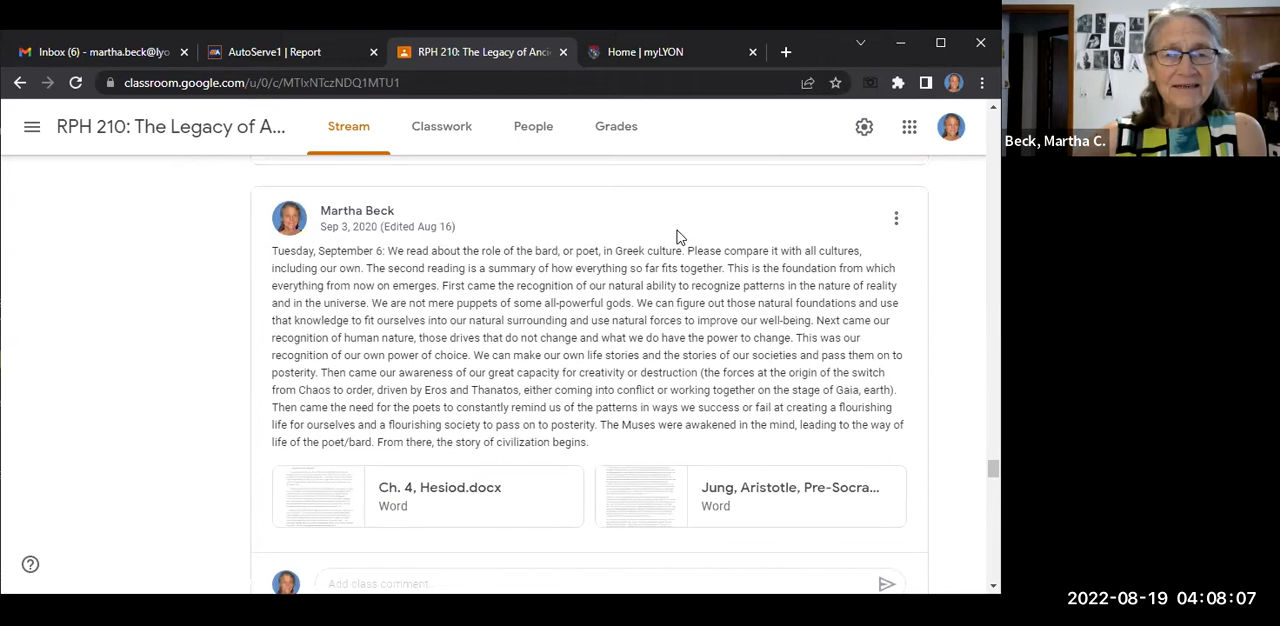 Inbox (6) - martha.beck@lyo
AutoServe1 | Report
RPH 210: The Legacy of Anci
Home | myLYON
classroom.google.com/u/0/c/MTIxNTczNDQ1MTU1
Beck, Martha C.
RPH 210: The Legacy of A...
Stream
Classwork
People
Grades
Martha Beck
Sep 3, 2020 (Edited Aug 16)
Tuesday, September 6: We read about the role of the bard, or poet, in Greek culture. Please compare it with all cultures,
including our own. The second reading is a summary of how everything so far fits together. This is the foundation from which
everything from now on emerges. First came the recognition of our natural ability to recognize patterns in the nature of reality
and in the universe. We are not mere puppets of some all-powerful gods. We can figure out those natural foundations and use
that knowledge to fit ourselves into our natural surrounding and use natural forces to improve our well-being. Next came our
recognition of human nature, those drives that do not change and what we do have the power to change. This was our
recognition of our own power of choice. We can make our own life stories and the stories of our societies and pass them on to
posterity. Then came our awareness of our great capacity for creativity or destruction (the forces at the origin of the switch
from Chaos to order, driven by Eros and Thanatos, either coming into conflict or working together on the stage of Gaia, earth).
Then came the need for the poets to constantly remind us of the patterns in ways we success or fail at creating a flourishing
life for ourselves and a flourishing society to pass on to posterity. The Muses were awakened in the mind, leading to the way of
life of the poet/bard. From there, the story of civilization begins.
Ch. 4, Hesiod.docx
Word
Jung, Aristotle, Pre-Socra...
Word
Add class comment...
2022-08-19 04:08:07